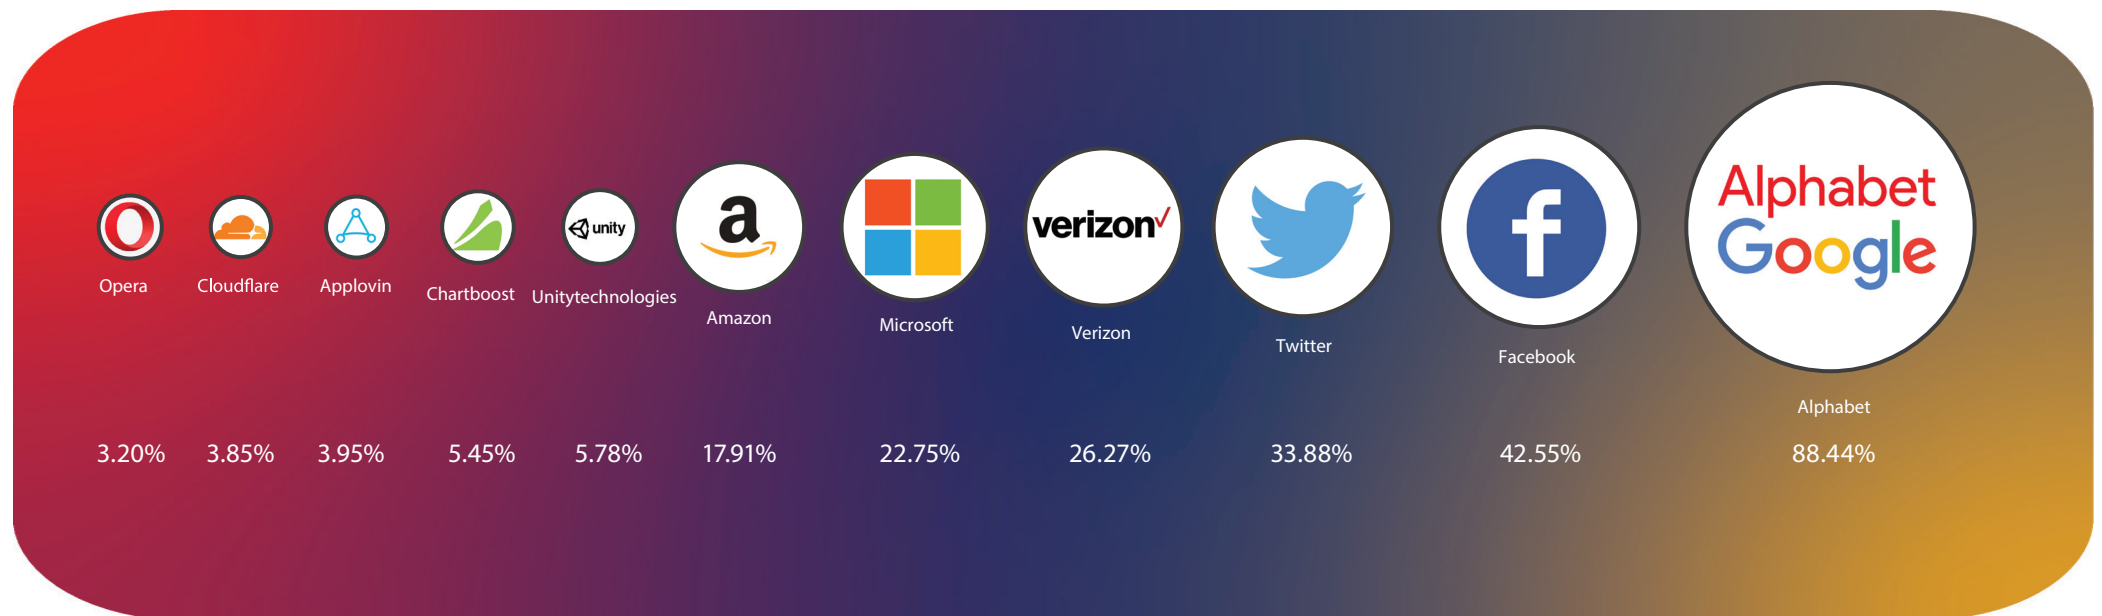 unity
a
verizon✓
f
Alphabet
Google
Opera
Cloudflare
Applovin
Chartboost
Unitytechnologies
Amazon
Microsoft
Verizon
Twitter
Facebook
Alphabet
3.20%
3.85%
3.95%
5.45%
5.78%
17.91%
22.75%
26.27%
33.88%
42.55%
88.44%